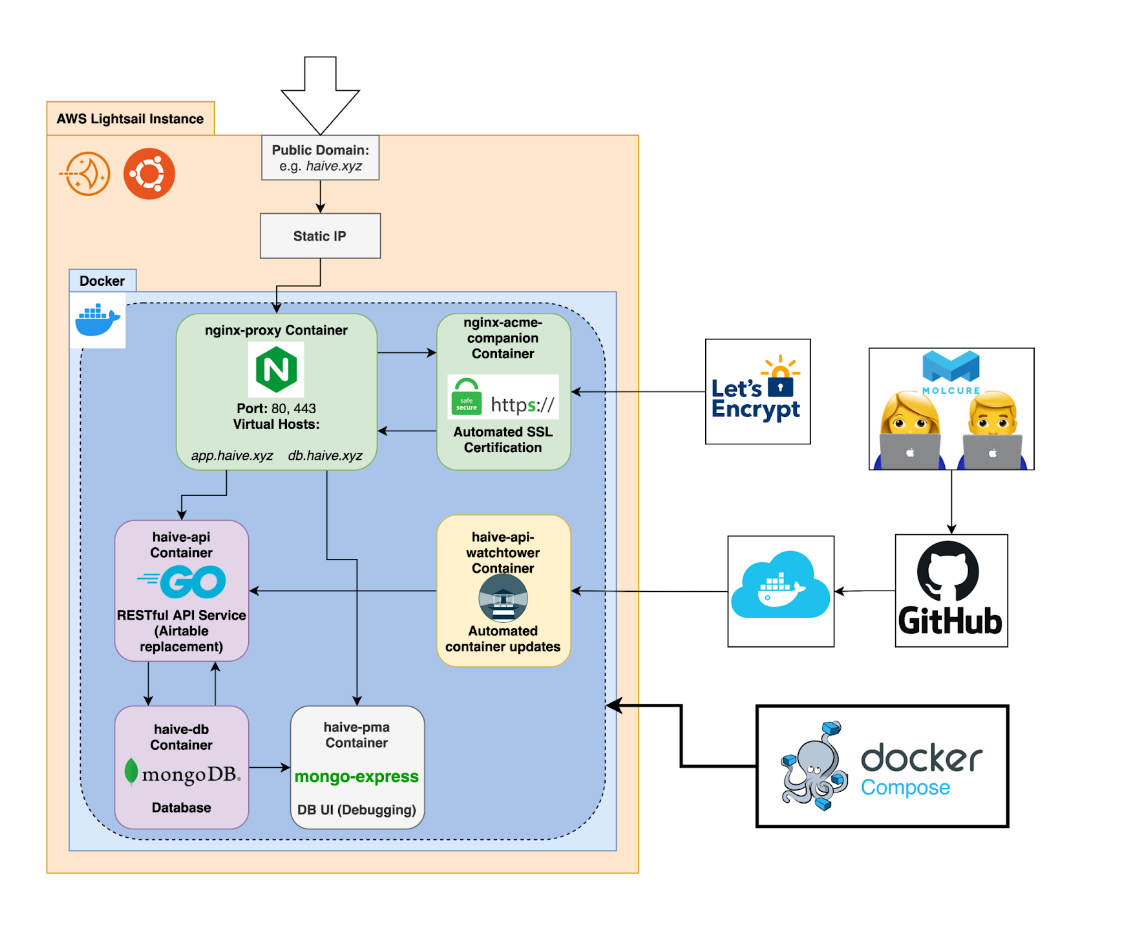 AWS Lightsail Instance
Public Domain:
e.g. haive.xyz
Static IP
Docker
nginx-proxy Container
N
Port: 80, 443
Virtual Hosts:
app.haive.xyz db.haive.xyz
nginx-acme-
companion
Container
safe
secure
https://
Automated SSL
Certification
Let's
Encrypt
MOLCURE
haive-api
Container
GO
RESTful API Service
(Airtable
replacement)
haive-api-
watchtower
Container
Automated
container updates
GitHub
haive-db
Container
mongoDB®
Database
haive-pma
Container
mongo-express
DB UI (Debugging)
docker
Compose